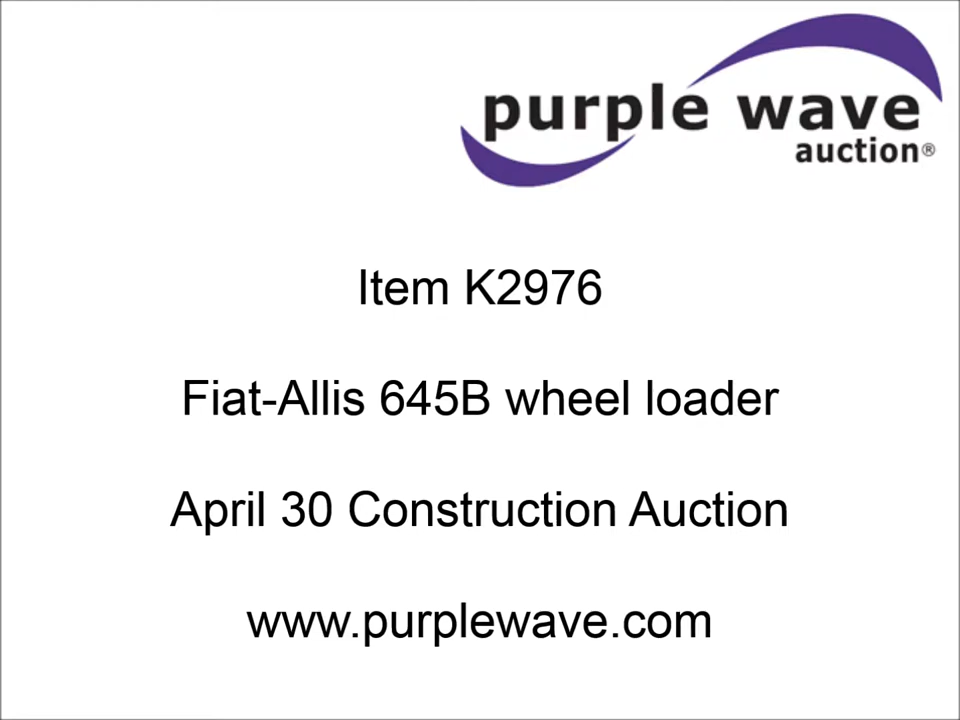 purple wave
auction®
Item K2976
Fiat-Allis 645B wheel loader
April 30 Construction Auction
www.purplewave.com